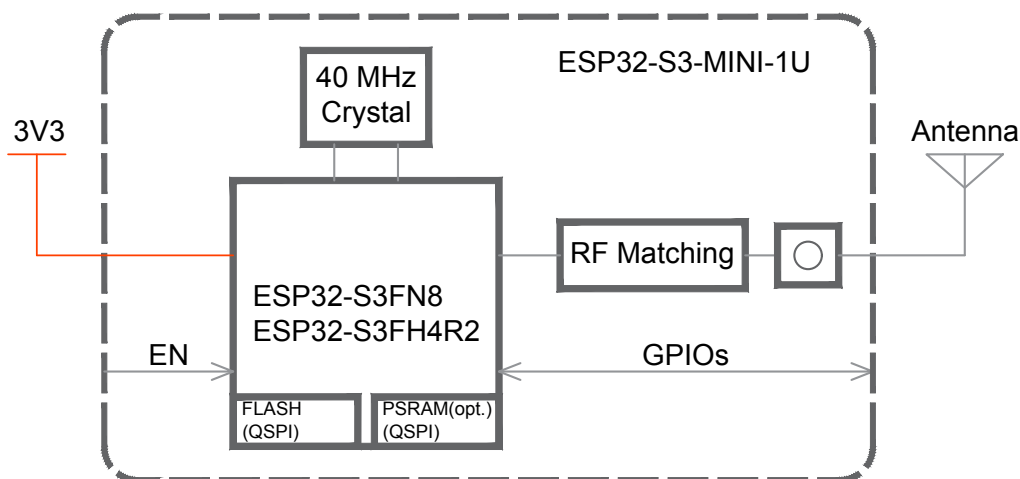 ESP32-S3-MINI-1U
40 MHz
Crystal
3V3
Antenna
RF Matching
ESP32-S3FN8
ESP32-S3FH4R2
EN
GPIOs
FLASH
(QSPI)
PSRAM(opt.)
(QSPI)